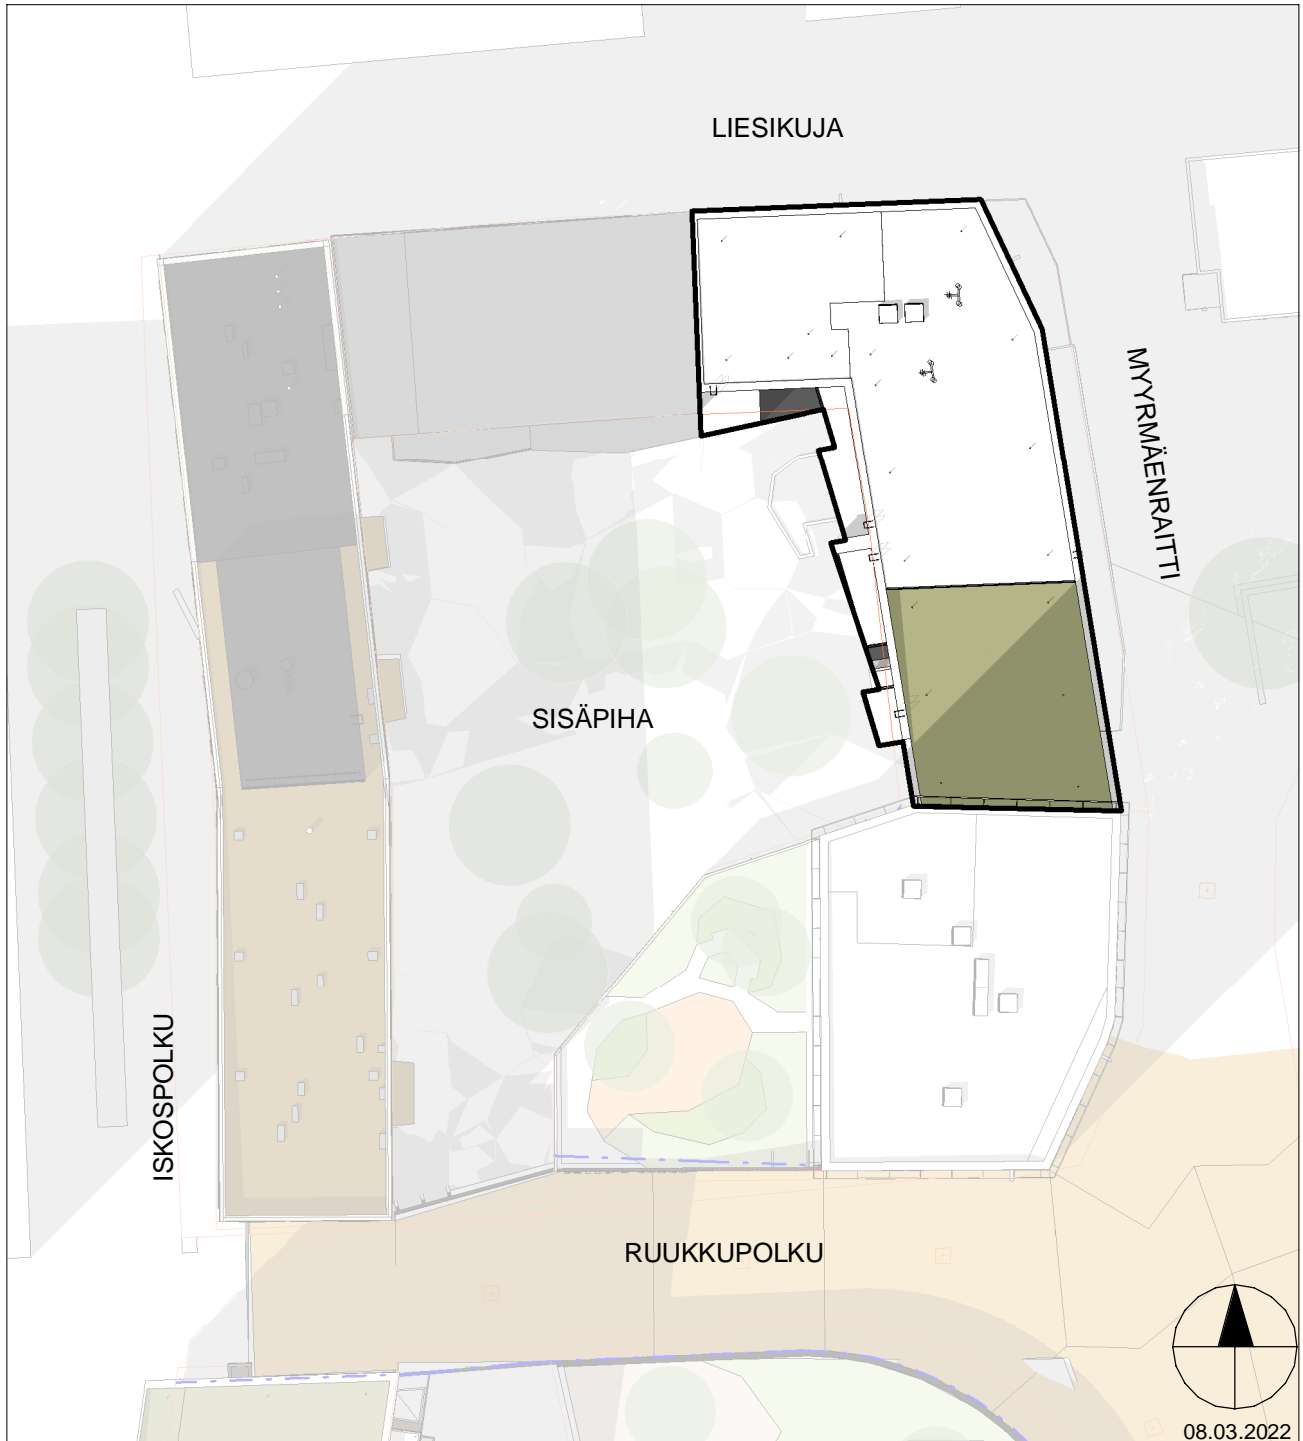 LIESIKUJA
MYYRMÄENRAITTI
SISÄPIHA
ISKOSPOLKU
RUUKKUPOLKU
08.03.2022